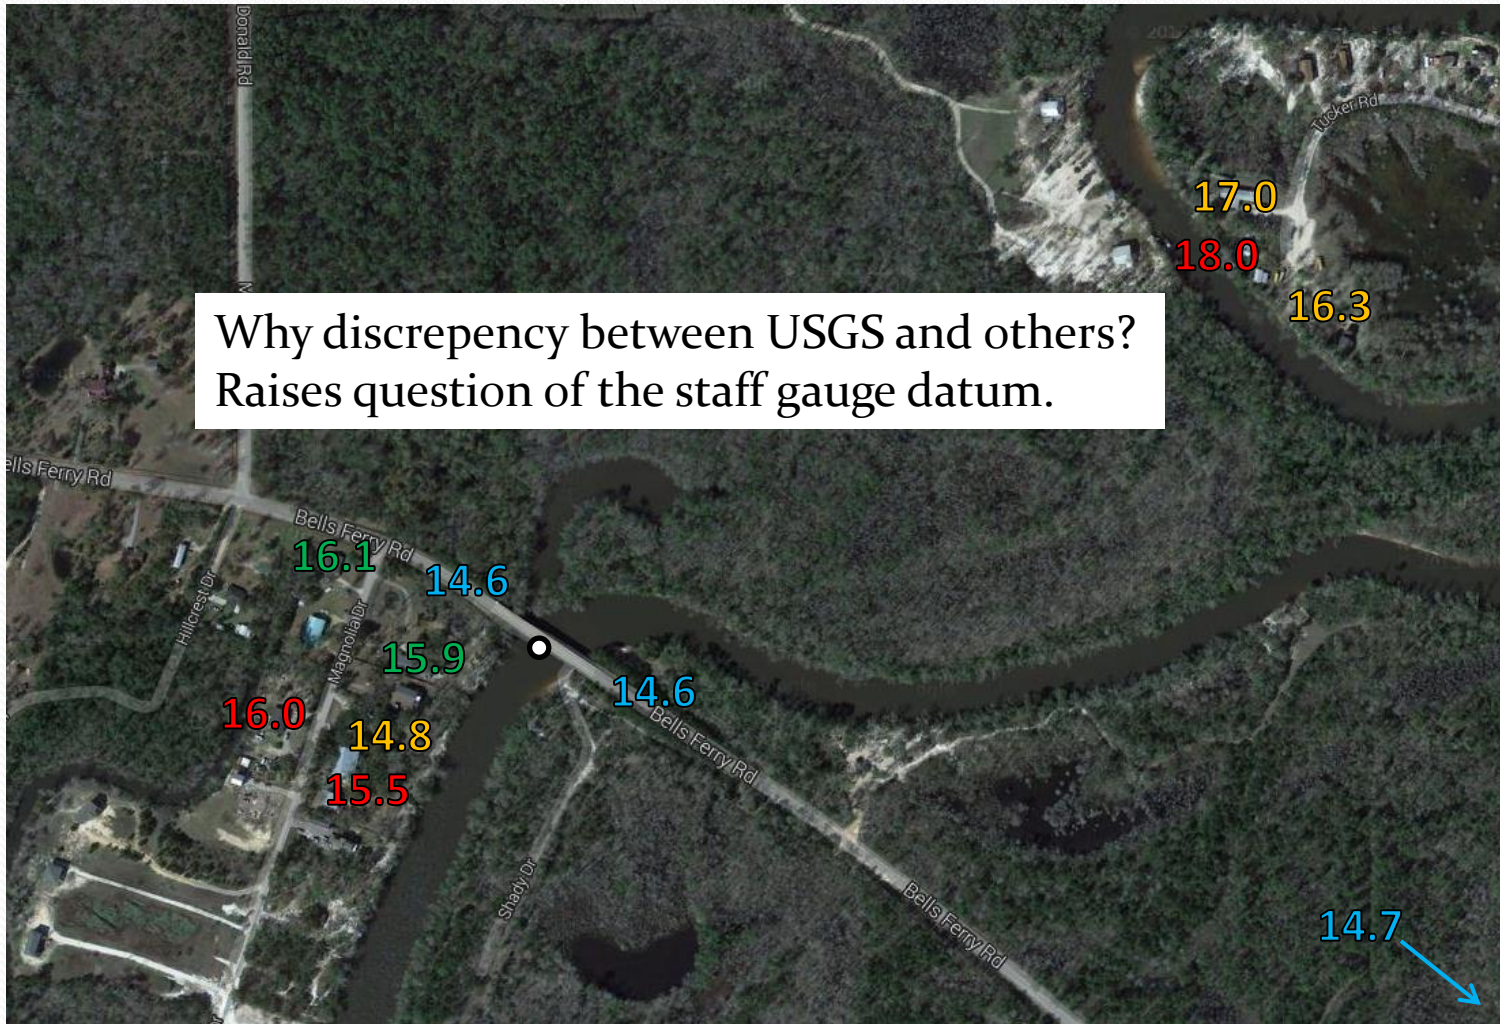 Donald Rd
Tucker Rd
17.0
18.0
M
16.3
Why discrepency between USGS and others?
Raises question of the staff gauge datum.
ells Ferry Rd
Bells Ferry Rd
16.1
14.6
Hillcrest Dr
Magnolia Dr
15.9
14.6
16.0
Bells Ferry Rd
14.8
15.5
Shady Dr
Bells Ferry Rd
14.7
r